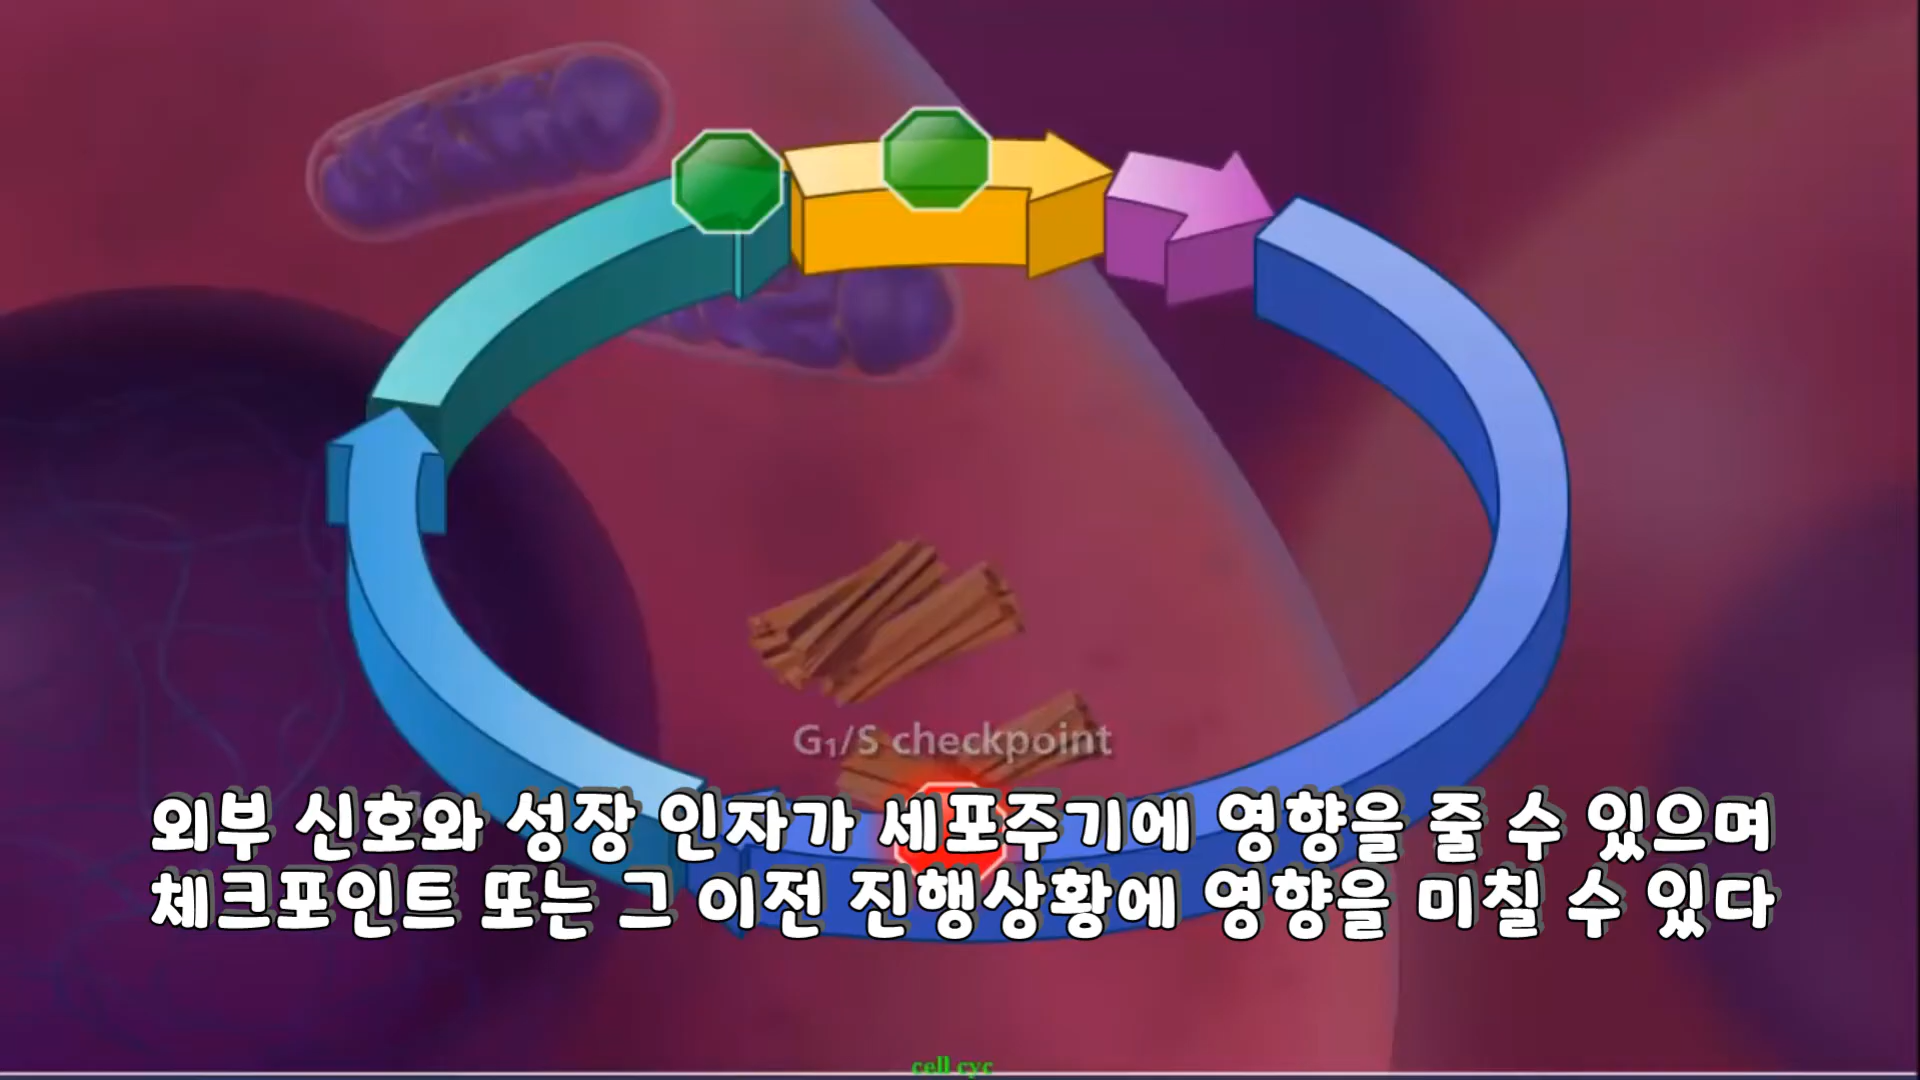 G₁/S checkpoint
외부 신호와 성장 인자가 세포주기에 영향을 줄 수 있으며
체크포인트 또는 그 이전 진행상황에 영향을 미칠 수 있다
cell cyc